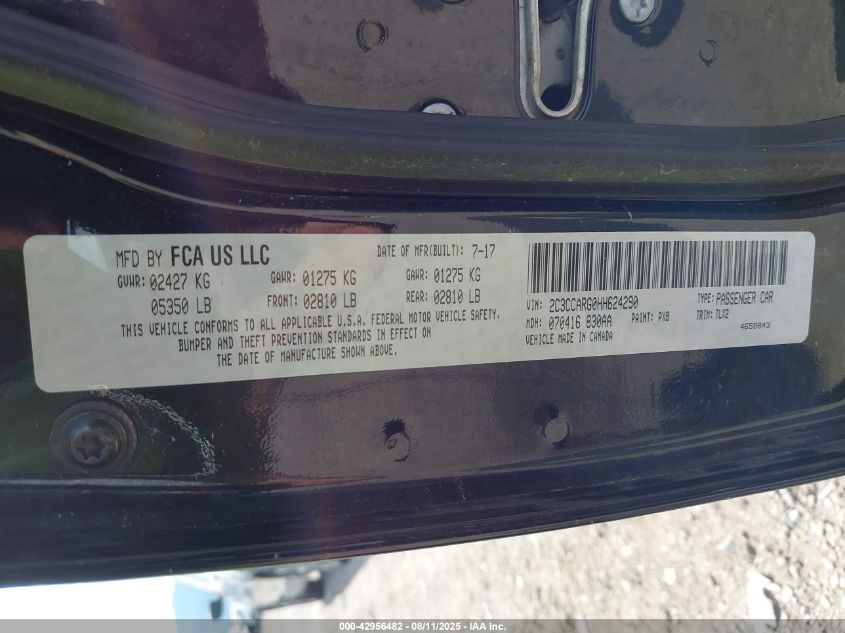 MFD BY FCA US LLC DATE OF MFR(BUILT): 7-17
GVWR: 02427 KG GAWR: 01275 KG GAWR: 01275 KG
05350 LB FRONT: 02810 LB REAR: 02810 LB
THIS VEHICLE CONFORMS TO ALL APPLICABLE U.S.A. FEDERAL MOTOR VEHICLE SAFETY,
BUMPER AND THEFT PREVENTION STANDARDS IN EFFECT ON
THE DATE OF MANUFACTURE SHOWN ABOVE.
VIN: 2C3CCARG0HH624290 TYPE: PASSENGER CAR
MDH: 070416 830AA PAINT: PX8 TRIM: TLX2
VEHICLE MADE IN CANADA 4658843
000-42956482 - 08/11/2025 - IAA Inc.